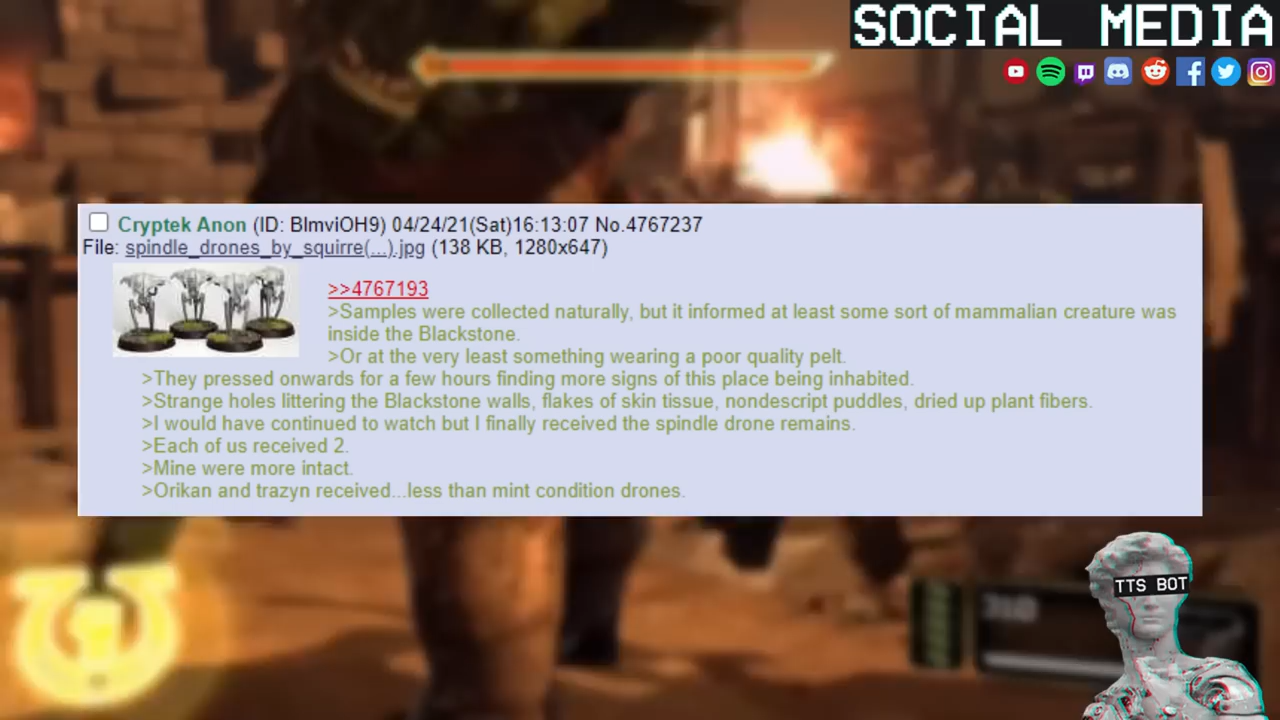 SOCIAL MEDIA
Cryptek Anon (ID: BlmviOH9) 04/24/21(Sat)16:13:07 No.4767237
File: spindle_drones_by_squirre(...).jpg (138 KB, 1280x647)
>>4767193
>Samples were collected naturally, but it informed at least some sort of mammalian creature was
inside the Blackstone.
>Or at the very least something wearing a poor quality pelt.
>They pressed onwards for a few hours finding more signs of this place being inhabited.
>Strange holes littering the Blackstone walls, flakes of skin tissue, nondescript puddles, dried up plant fibers.
>I would have continued to watch but I finally received the spindle drone remains.
>Each of us received 2.
>Mine were more intact.
>Orikan and trazyn received...less than mint condition drones.
TTS BOT